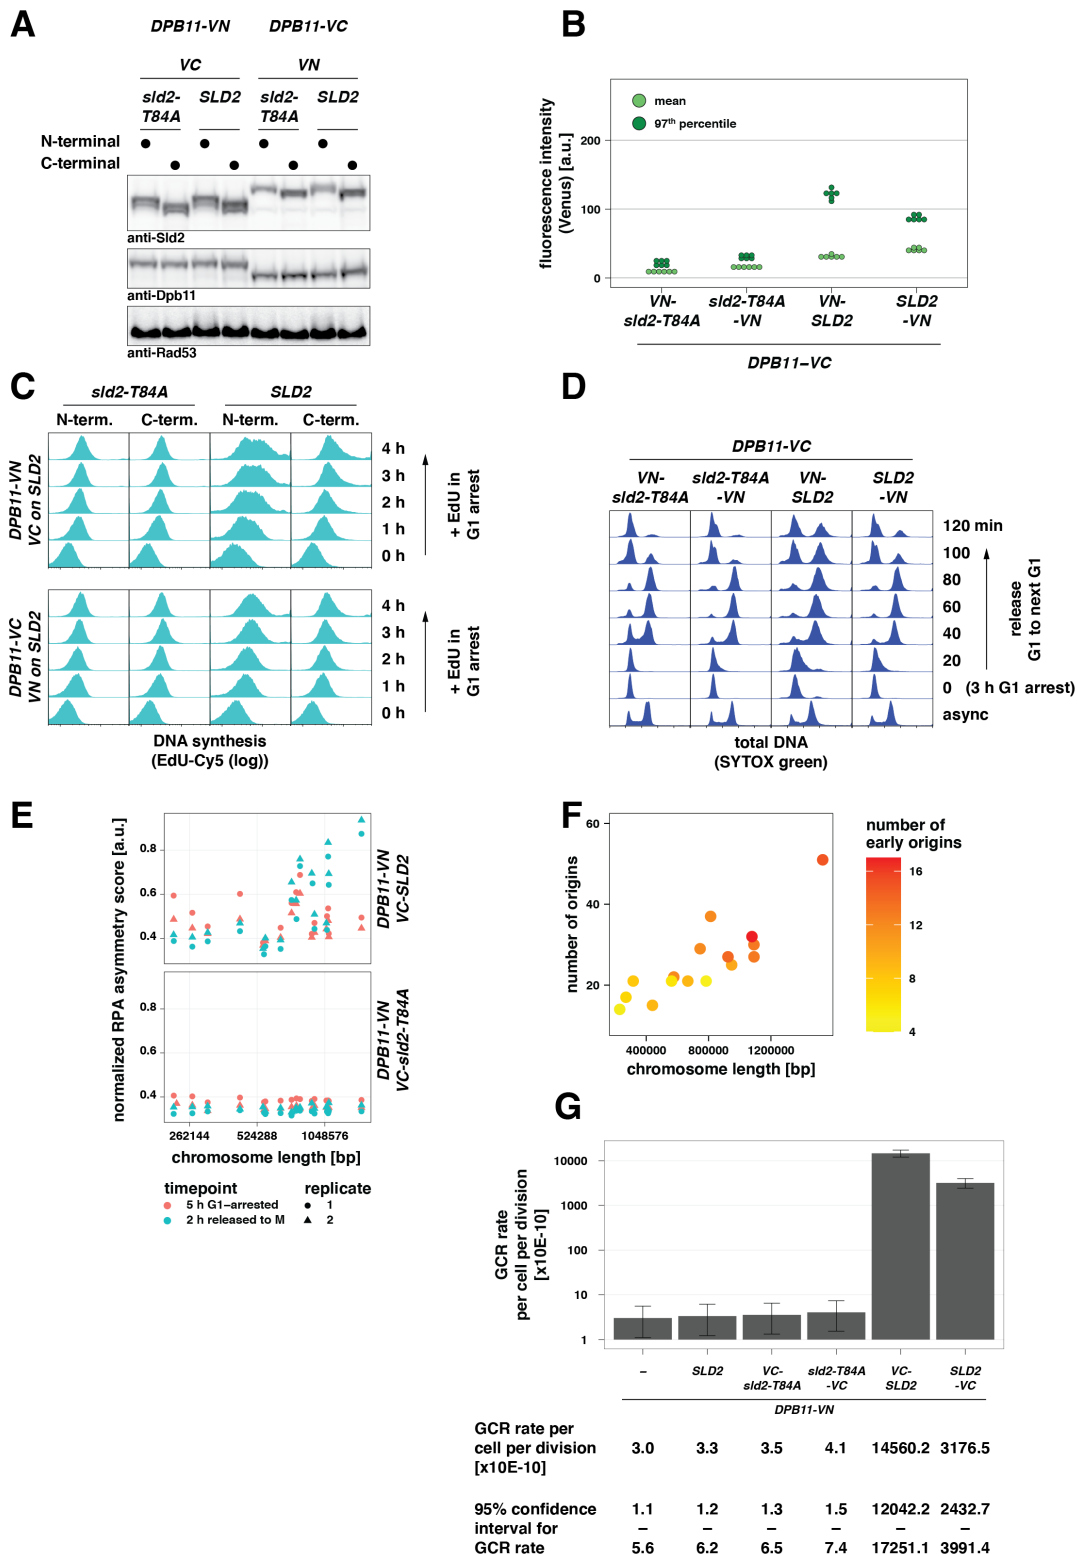 A
DPB11-VN DPB11-VC
VC VN
sld2- SLD2 sld2- SLD2
T84A T84A
N-terminal
C-terminal
anti-Sld2
anti-Dpb11
anti-Rad53
B
fluorescence intensity
(Venus) [a.u.]
mean
97th percentile
200
100
0
VN- sld2-T84A VN- SLD2
sld2-T84A -VN SLD2 -VN
DPB11–VC
C
sld2-T84A SLD2
N-term. C-term. N-term. C-term.
DPB11-VN
VC on SLD2
4 h
3 h
2 h
1 h
0 h
+ EdU in
G1 arrest
DPB11-VC
VN on SLD2
4 h
3 h
2 h
1 h
0 h
+ EdU in
G1 arrest
DNA synthesis
(EdU-Cy5 (log))
D
DPB11-VC
VN- sld2-T84A VN- SLD2
sld2-T84A -VN SLD2 -VN
120 min
100
80
60
40
20
0 (3 h G1 arrest)
async
release
G1 to next G1
total DNA
(SYTOX green)
E
normalized RPA asymmetry score [a.u.]
0.8
0.6
0.4
DPB11-VN
VC-SLD2
0.8
0.6
0.4
DPB11-VN
VC-sld2-T84A
262144 524288 1048576
chromosome length [bp]
timepoint replicate
5 h G1–arrested 1
2 h released to M 2
F
number of origins
60
40
20
400000 800000 1200000
chromosome length [bp]
number of
early origins
16
12
8
4
G
GCR rate
per cell per division
[x10E-10]
10000
1000
100
10
1
– SLD2 VC- sld2-T84A VC- SLD2
sld2-T84A -VC SLD2 -VC
DPB11-VN
GCR rate per
cell per division 3.0 3.3 3.5 4.1 14560.2 3176.5
[x10E-10]
95% confidence 1.1 1.2 1.3 1.5 12042.2 2432.7
interval for – – – – – –
GCR rate 5.6 6.2 6.5 7.4 17251.1 3991.4